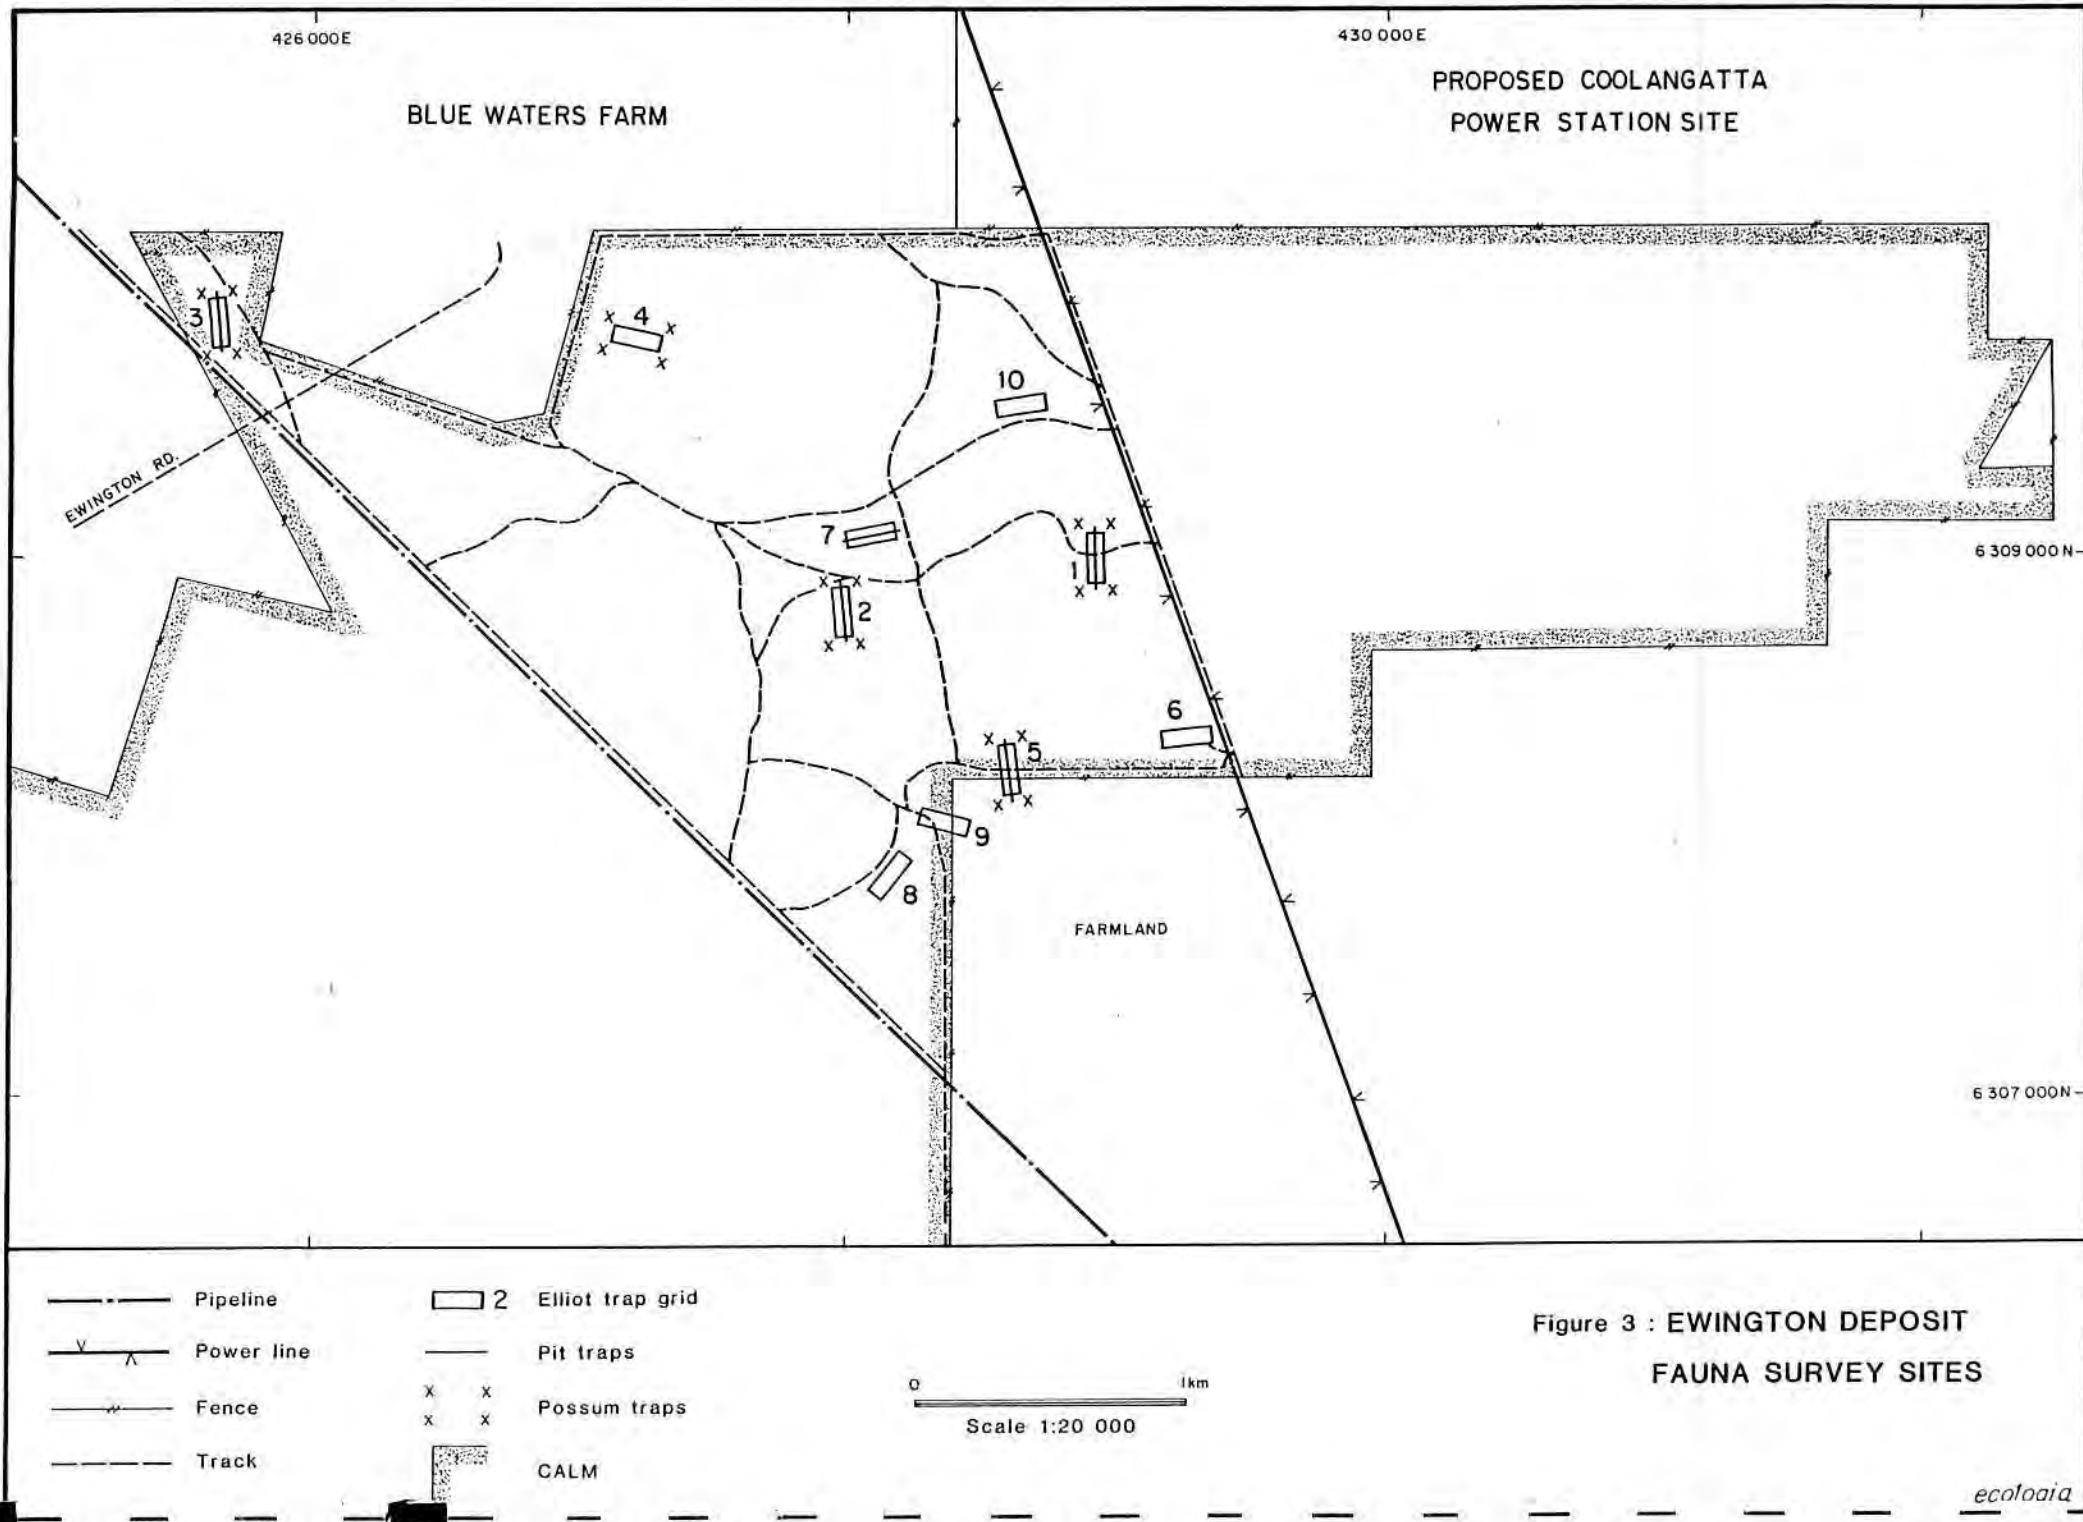 426 000E
430 000E
BLUE WATERS FARM
PROPOSED COOLANGATTA
POWER STATION SITE
3
4
10
EWINGTON RD.
7
1
6 309 000 N
2
6
5
9
8
FARMLAND
6 307 000 N
Pipeline
Power line
Fence
Track
2 Elliot trap grid
Pit traps
Possum traps
CALM
0 1km
Scale 1:20 000
Figure 3 : EWINGTON DEPOSIT
FAUNA SURVEY SITES
ecologia